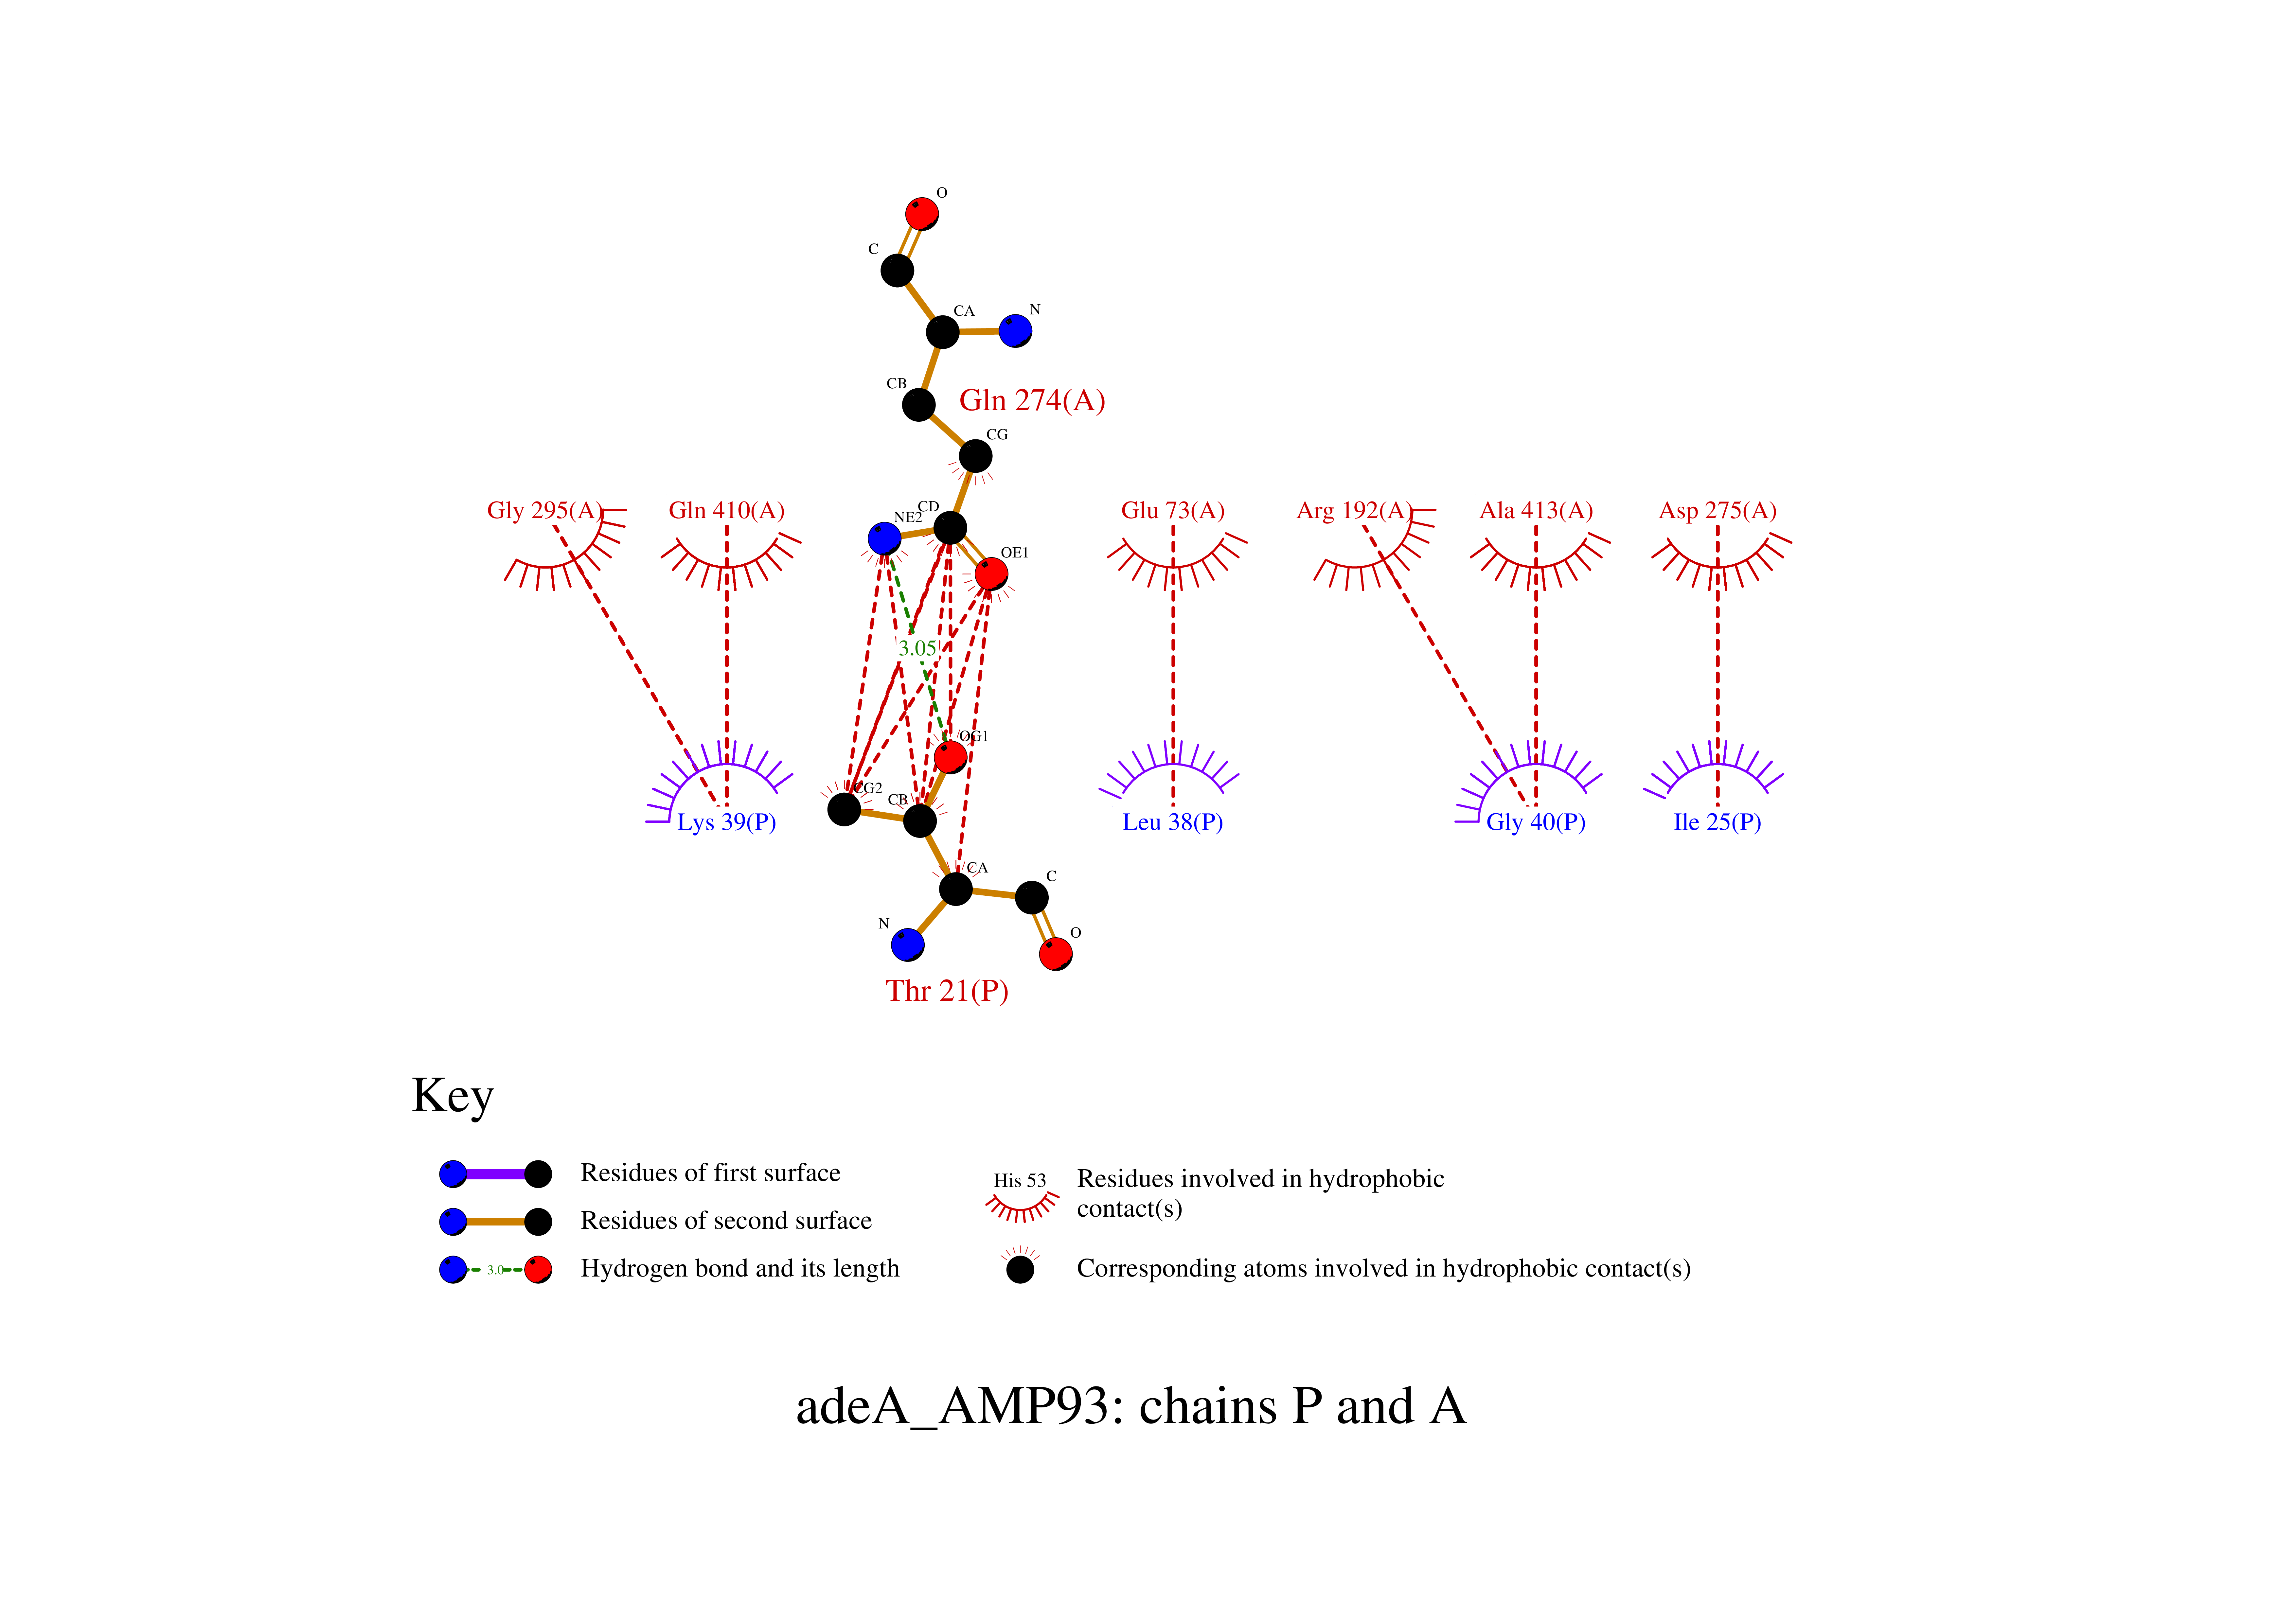 O
C
CA
N
CB
Gln 274(A)
CG
Gly 295(A)
Gln 410(A)
NE2
CD
OE1
Glu 73(A)
Arg 192(A)
Ala 413(A)
Asp 275(A)
3.05
OG1
CG2
CB
Lys 39(P)
Leu 38(P)
Gly 40(P)
Ile 25(P)
CA
C
N
O
Thr 21(P)
Key
Residues of first surface
Residues of second surface
3.0
Hydrogen bond and its length
His 53
Residues involved in hydrophobic
contact(s)
Corresponding atoms involved in hydrophobic contact(s)
adeA_AMP93: chains P and A